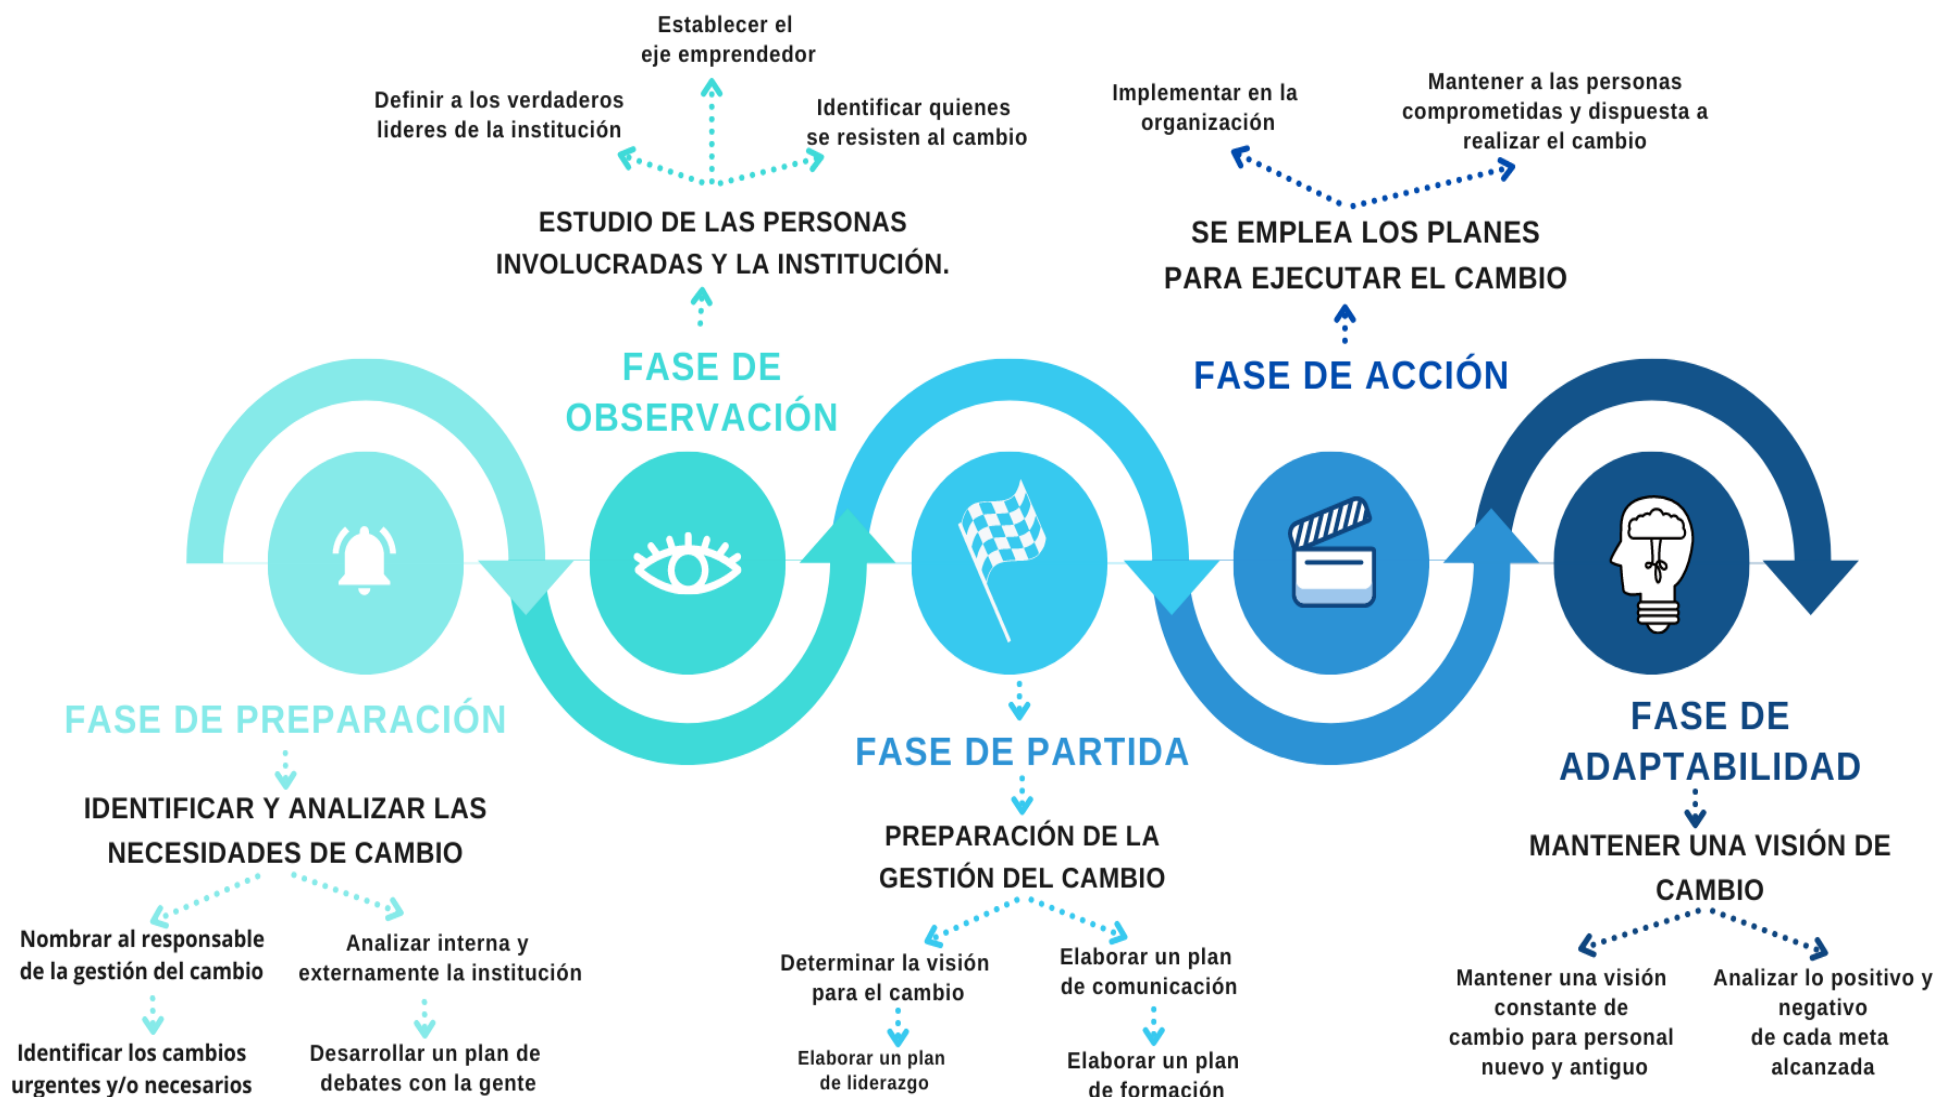 Establecer el
eje emprendedor
Definir a los verdaderos
lideres de la institución
Identificar quienes
se resisten al cambio
ESTUDIO DE LAS PERSONAS
INVOLUCRADAS Y LA INSTITUCIÓN.
FASE DE
OBSERVACIÓN
Implementar en la
organización
Mantener a las personas
comprometidas y dispuesta a
realizar el cambio
SE EMPLEA LOS PLANES
PARA EJECUTAR EL CAMBIO
FASE DE ACCIÓN
FASE DE PREPARACIÓN
IDENTIFICAR Y ANALIZAR LAS
NECESIDADES DE CAMBIO
Nombrar al responsable
de la gestión del cambio
Identificar los cambios
urgentes y/o necesarios
Analizar interna y
externamente la institución
Desarrollar un plan de
debates con la gente
FASE DE PARTIDA
PREPARACIÓN DE LA
GESTIÓN DEL CAMBIO
Determinar la visión
para el cambio
Elaborar un plan
de liderazgo
Elaborar un plan
de comunicación
Elaborar un plan
de formación
FASE DE
ADAPTABILIDAD
MANTENER UNA VISIÓN DE
CAMBIO
Mantener una visión
constante de
cambio para personal
nuevo y antiguo
Analizar lo positivo y
negativo
de cada meta
alcanzada